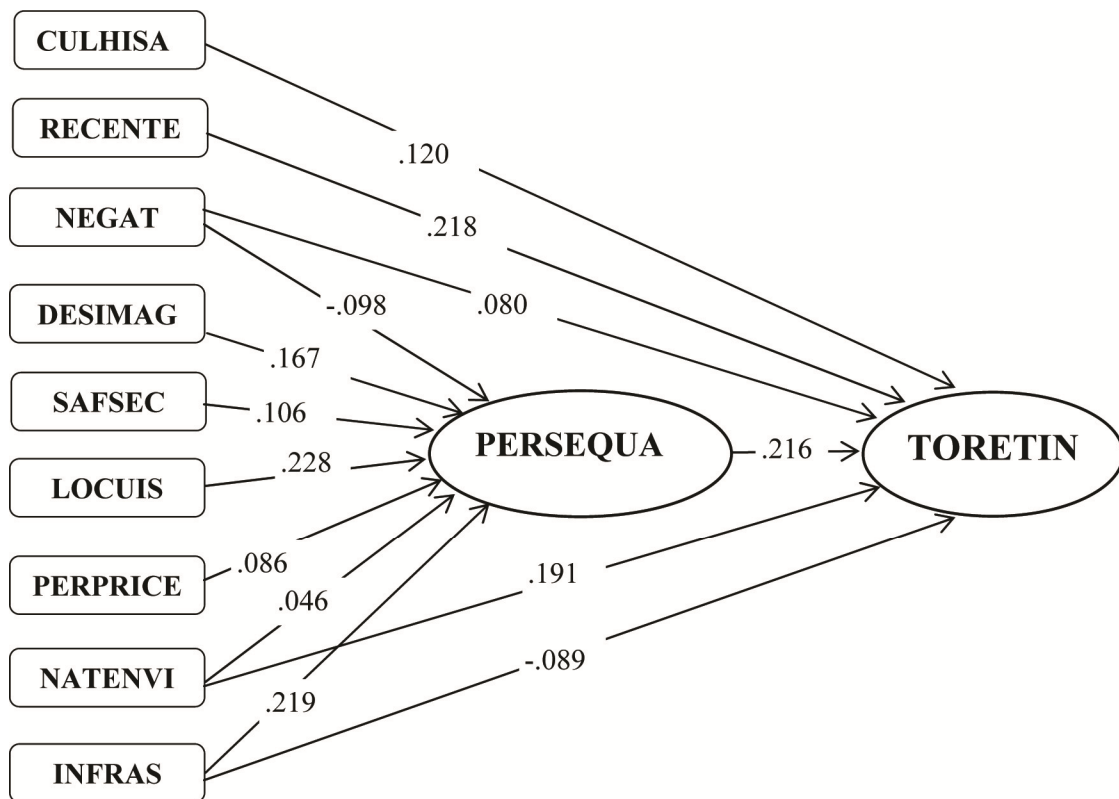 CULHISA
RECENTE
.120
NEGAT
.218
DESIMAG
-.098
.080
.167
SAFSEC
.106
PERSEQUA
.216
TORETIN
LOCUIS
.228
PERPRICE
.086
.191
.046
NATENVI
-.089
.219
INFRAS